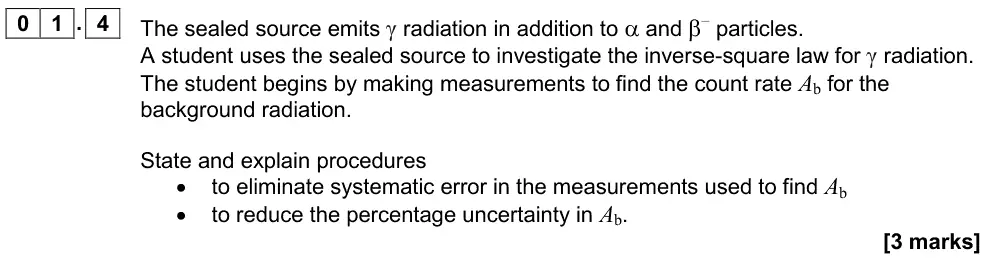 0 1 . 4 The sealed source emits γ radiation in addition to α and β⁻ particles.
A student uses the sealed source to investigate the inverse-square law for γ radiation.
The student begins by making measurements to find the count rate A_b for the
background radiation.
State and explain procedures
• to eliminate systematic error in the measurements used to find A_b
• to reduce the percentage uncertainty in A_b.
[3 marks]